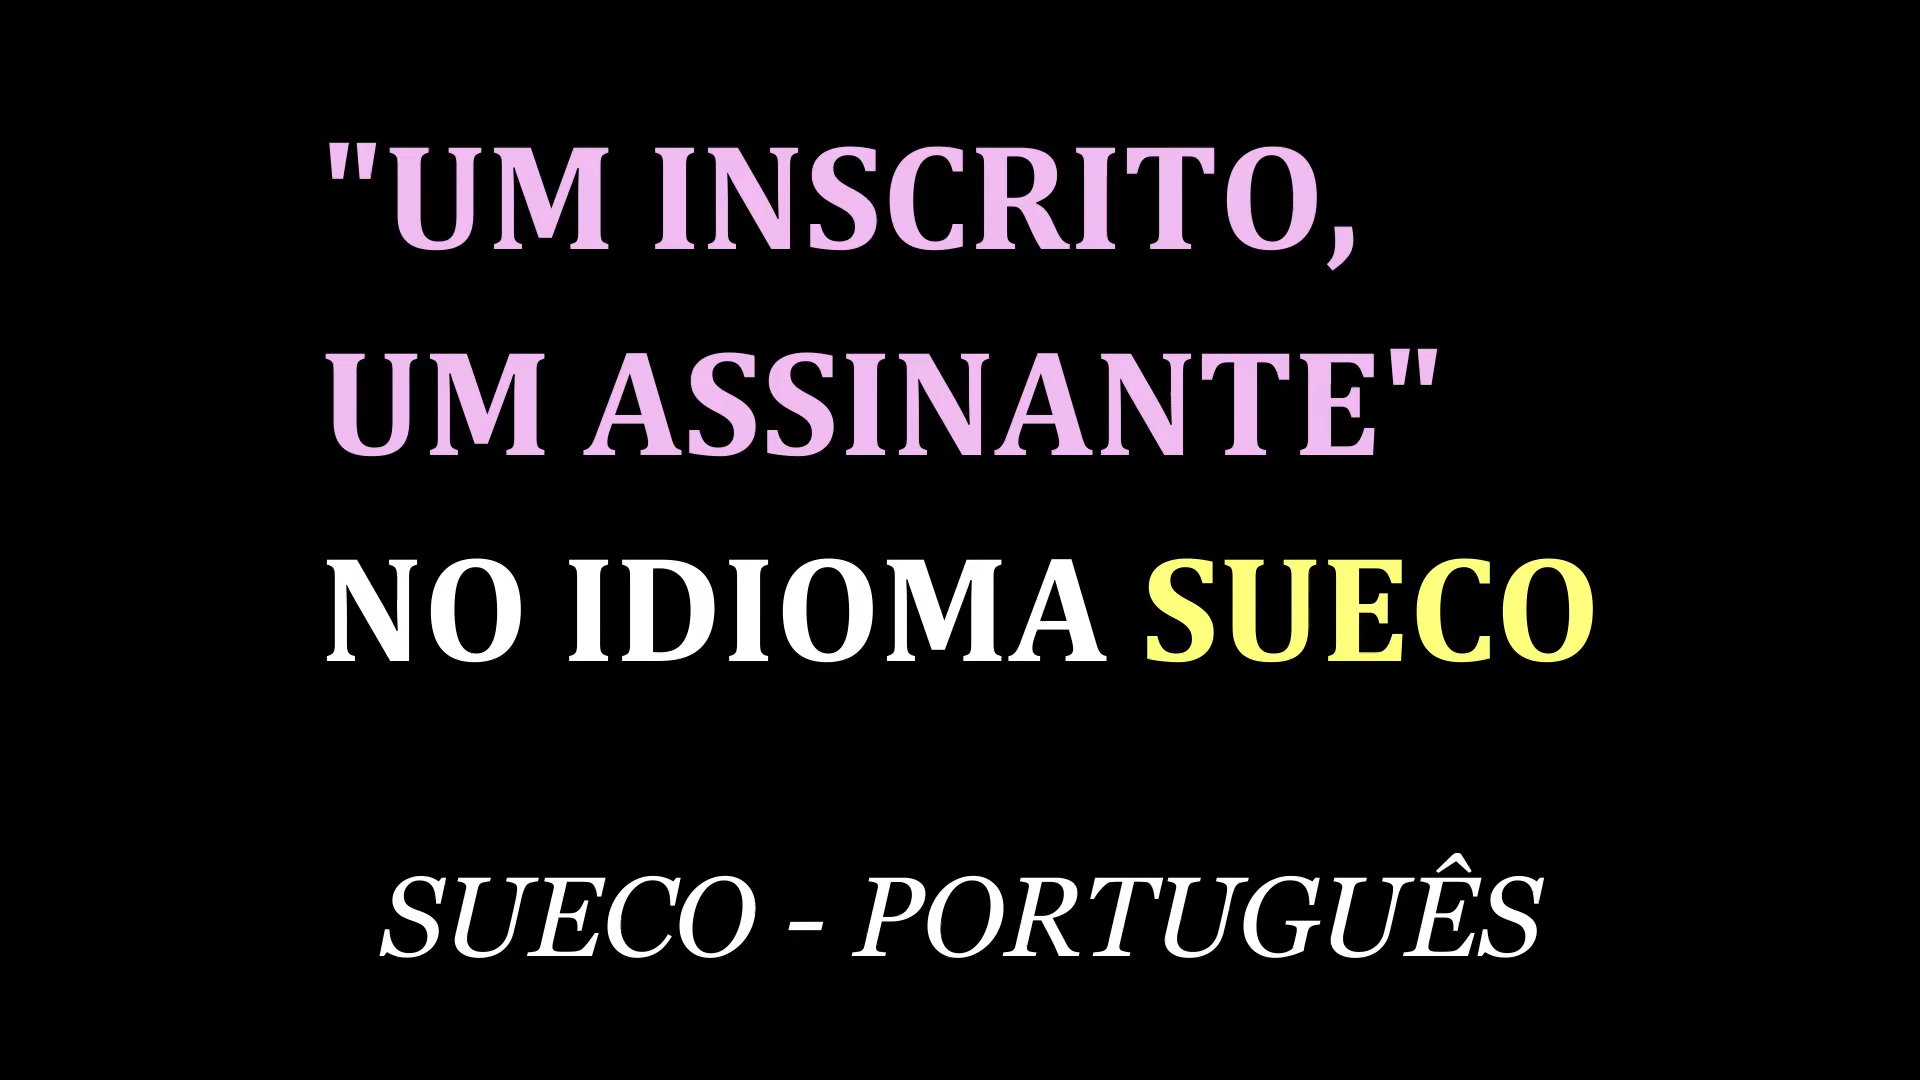 "UM INSCRITO,
UM ASSINANTE"
NO IDIOMA SUECO
SUECO - PORTUGUÊS